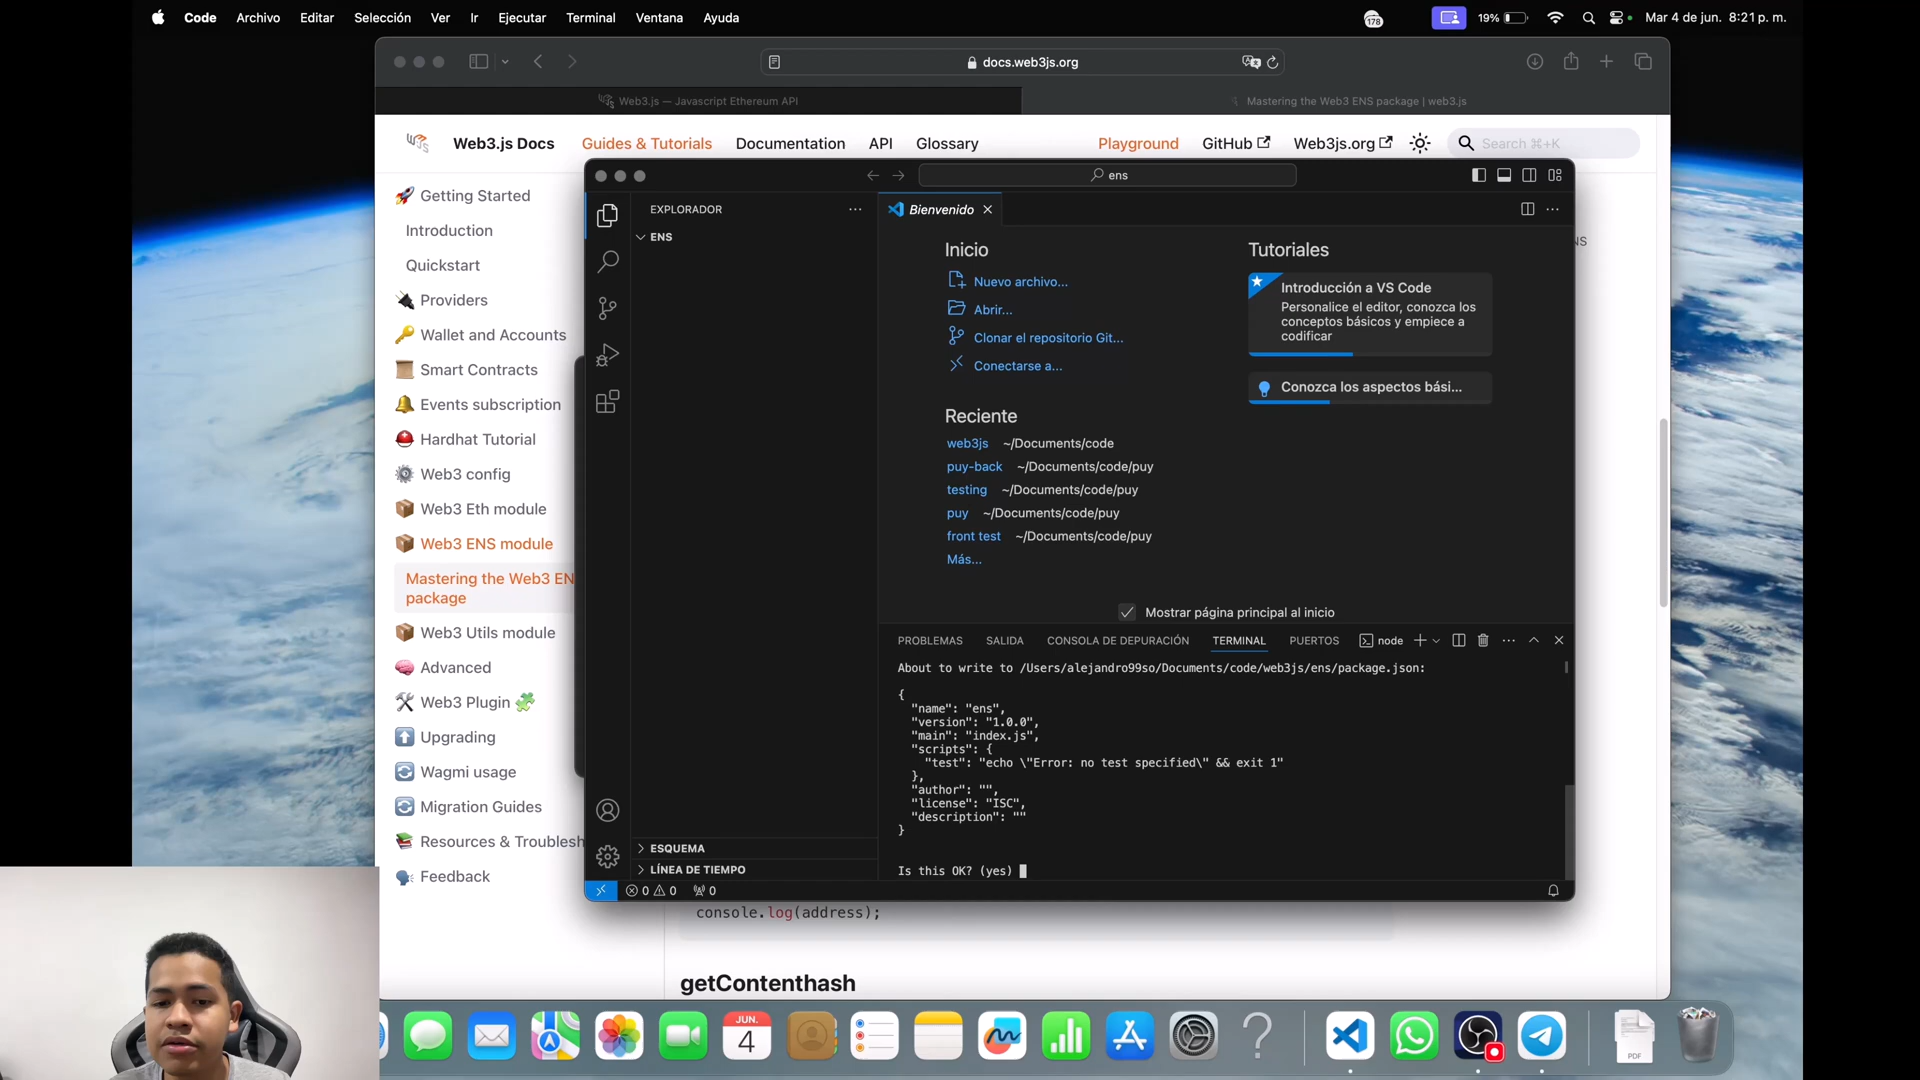 Code Archivo Editar Selección Ver Ir Ejecutar Terminal Ventana Ayuda
178
19%
Mar 4 de jun. 8:21 p. m.
docs.web3js.org
Web3.js — Javascript Ethereum API
Mastering the Web3 ENS package | web3.js
Web3.js Docs Guides & Tutorials Documentation API Glossary Playground GitHub Web3js.org Search ⌘+K
Getting Started
Introduction
Quickstart
Providers
Wallet and Accounts
Smart Contracts
Events subscription
Hardhat Tutorial
Web3 config
Web3 Eth module
Web3 ENS module
Mastering the Web3 EN
package
Web3 Utils module
Advanced
Web3 Plugin
Upgrading
Wagmi usage
Migration Guides
Resources & Troublesh
Feedback
ens
EXPLORADOR
ENS
ESQUEMA
LÍNEA DE TIEMPO
Bienvenido
Inicio
Nuevo archivo...
Abrir...
Clonar el repositorio Git...
Conectarse a...
Reciente
web3js ~/Documents/code
puy-back ~/Documents/code/puy
testing ~/Documents/code/puy
puy ~/Documents/code/puy
front test ~/Documents/code/puy
Más...
Tutoriales
Introducción a VS Code
Personalice el editor, conozca los
conceptos básicos y empiece a
codificar
Conozca los aspectos bási...
Mostrar página principal al inicio
PROBLEMAS SALIDA CONSOLA DE DEPURACIÓN TERMINAL PUERTOS node
About to write to /Users/alejandro99so/Documents/code/web3js/ens/package.json:
{
"name": "ens",
"version": "1.0.0",
"main": "index.js",
"scripts": {
"test": "echo \"Error: no test specified\" && exit 1"
},
"author": "",
"license": "ISC",
"description": ""
}
Is this OK? (yes)
0 0 0
NS
console.log(address);
getContenthash
JUN.
4
PDF